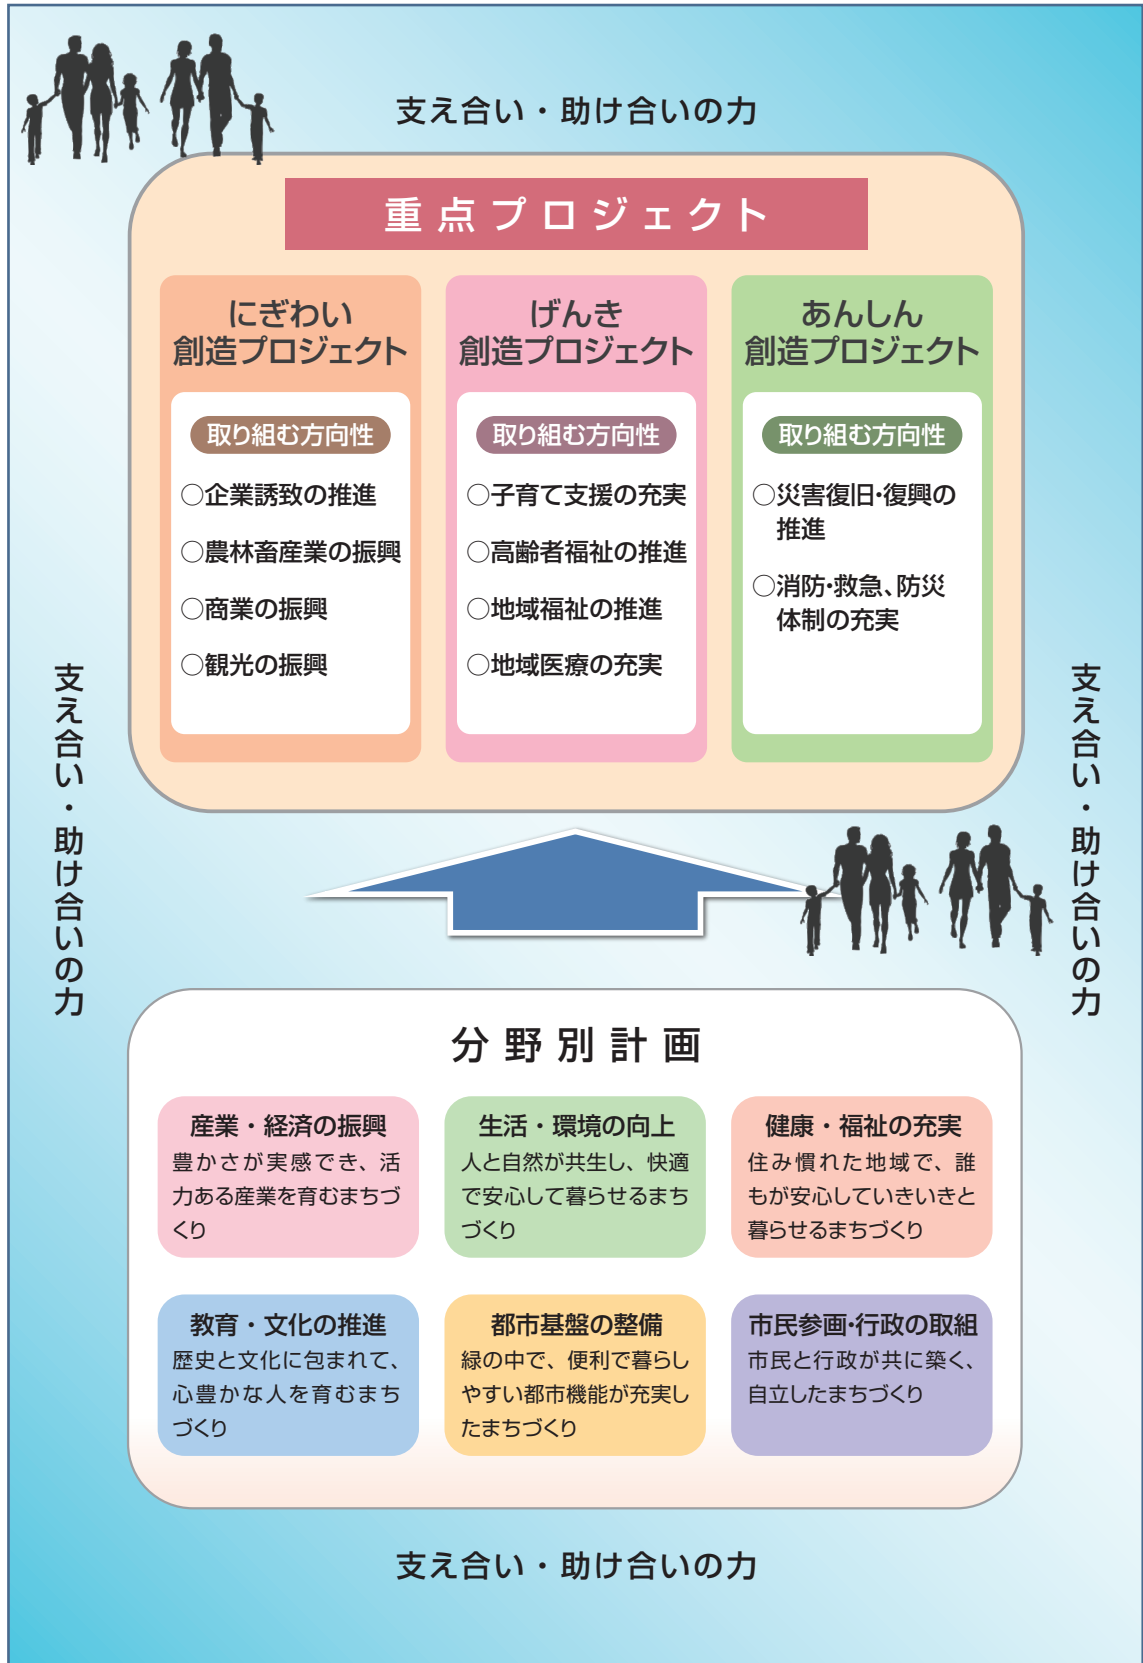 支え合い・助け合いの力
重点プロジェクト
にぎわい
創造プロジェクト
取り組む方向性
○企業誘致の推進
○農林畜産業の振興
○商業の振興
○観光の振興
げんき
創造プロジェクト
取り組む方向性
○子育て支援の充実
○高齢者福祉の推進
○地域福祉の推進
○地域医療の充実
あんしん
創造プロジェクト
取り組む方向性
○災害復旧・復興の
推進
○消防・救急、防災
体制の充実
支え合い・助け合いの力
支え合い・助け合いの力
分野別計画
産業・経済の振興
豊かさが実感でき、活
力ある産業を育むまちづ
くり
生活・環境の向上
人と自然が共生し、快適
で安心して暮らせるまち
づくり
健康・福祉の充実
住み慣れた地域で、誰
もが安心していきいきと
暮らせるまちづくり
教育・文化の推進
歴史と文化に包まれて、
心豊かな人を育むまち
づくり
都市基盤の整備
緑の中で、便利で暮らし
やすい都市機能が充実し
たまちづくり
市民参画・行政の取組
市民と行政が共に築く、
自立したまちづくり
支え合い・助け合いの力